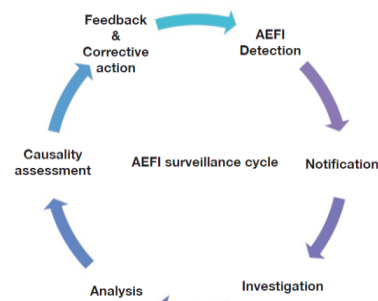 Feedback
&
Corrective
action
AEFI
Detection
Causality
assessment
AEFI surveillance cycle
Notification
Analysis
Investigation